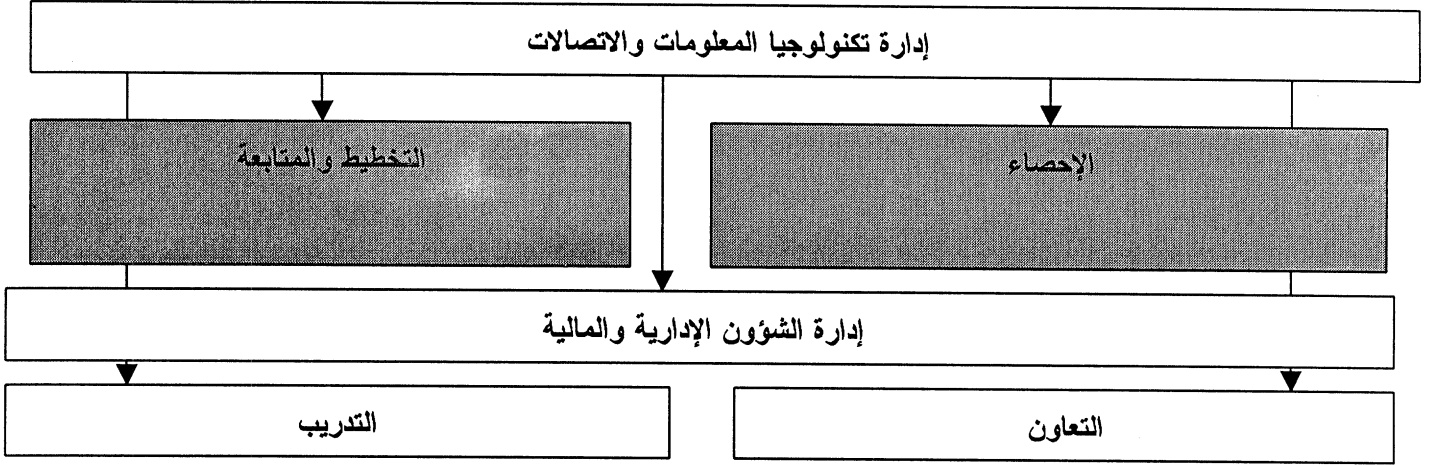 إدارة تكنولوجيا المعلومات والاتصالات
الإحصاء
التخطيط والمتابعة
إدارة الشؤون الإدارية والمالية
التعاون
التدريب